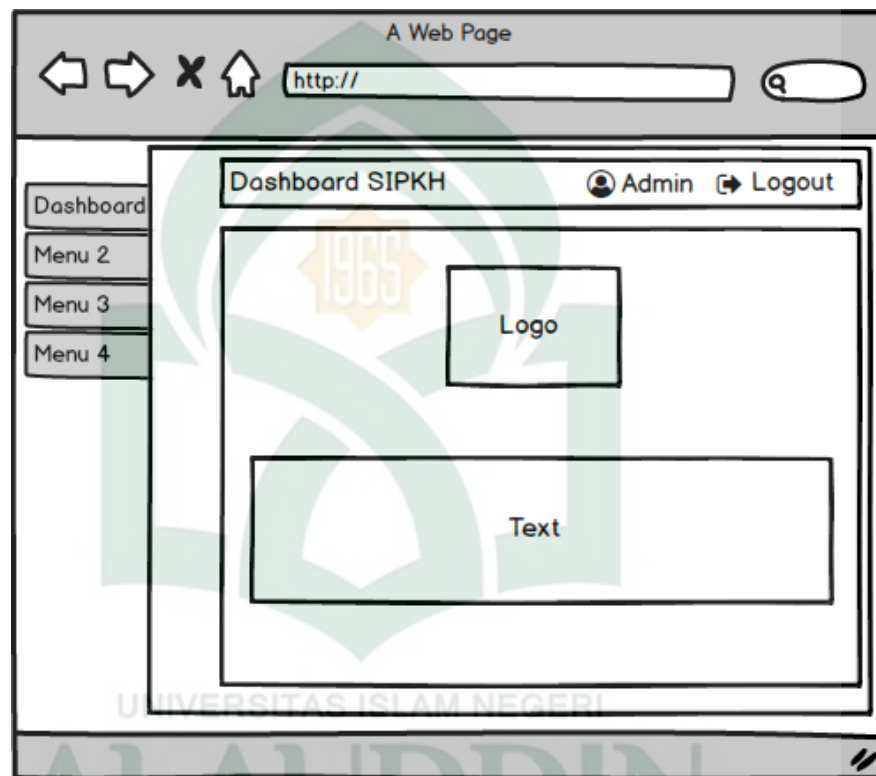 A Web Page
http://
Dashboard SIPKH
Admin
Logout
Dashboard
Menu 2
Menu 3
Menu 4
1965
Logo
Text
UNIVERSITAS ISLAM NEGERI
ALAUDDIN